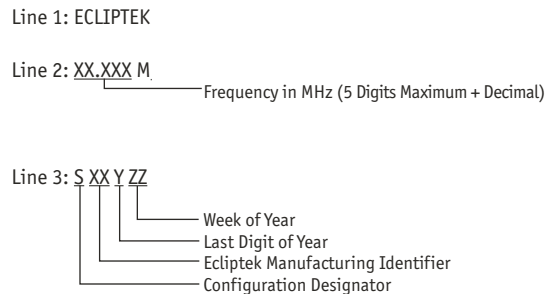 Line 1: ECLIPTEK
Line 2: XX.XXX M
Frequency in MHz (5 Digits Maximum + Decimal)
Line 3: S XX Y ZZ
Week of Year
Last Digit of Year
Ecliptek Manufacturing Identifier
Configuration Designator